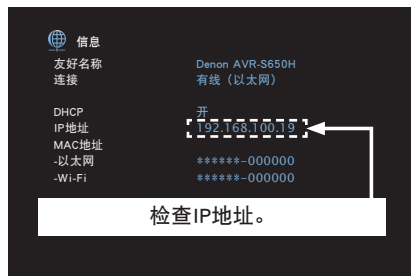 信息
友好名称 Denon AVR-S650H
连接 有线（以太网）
DHCP 开
IP地址 192.168.100.19
MAC地址
-以太网 ******-000000
-Wi-Fi ******-000000
检查IP地址。